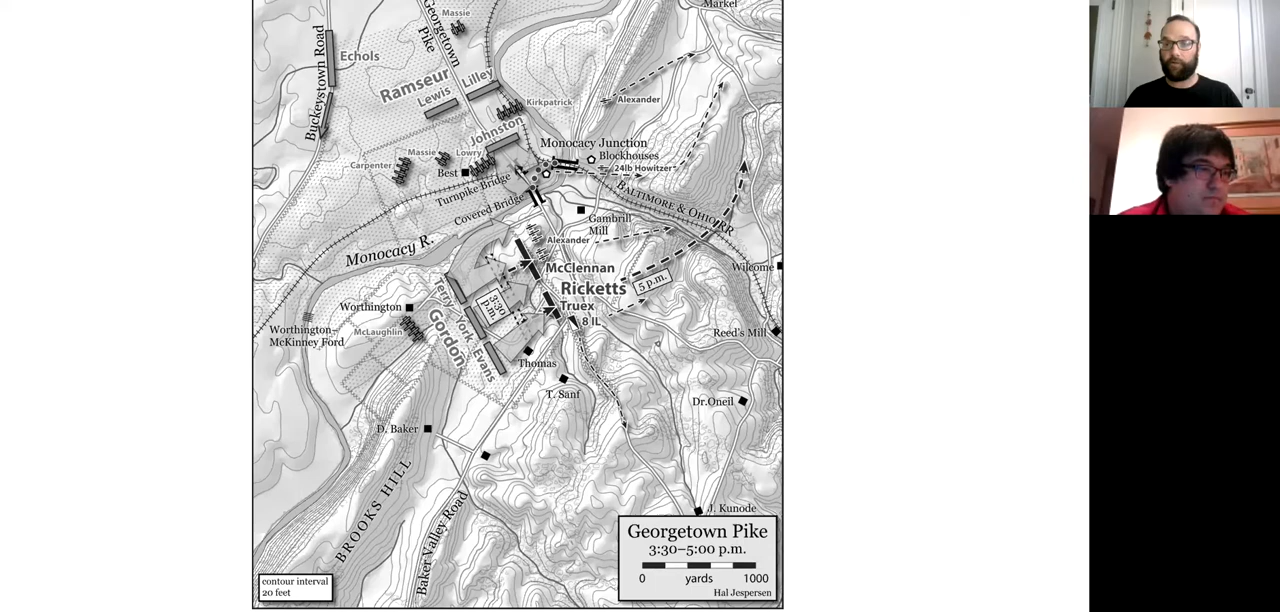 Markel
Massie
Georgetown
Pike
Buckeystown Road
Echols
Ramseur
Lewis
Lilley
Kirkpatrick
Alexander
Johnston
Monocacy Junction
Blockhouses
24lb Howitzer
Massie
Lowry
Carpenter
Best
Turnpike Bridge
Covered Bridge
BALTIMORE & OHIO RR
Gambrill
Mill
Monocacy R.
Alexander
McClennan
Wilcome
Ricketts
5 p.m.
Truex
8 IL
3:30
p.m.
Terry
York
Evans
Gordon
Worthington
McLaughlin
Worthington–
McKinney Ford
Reed's Mill
Thomas
T. Sanf
Dr.Oneil
D. Baker
BROOKS HILL
Baker Valley Road
J. Kunode
Georgetown Pike
3:30–5:00 p.m.
0 yards 1000
Hal Jespersen
contour interval
20 feet